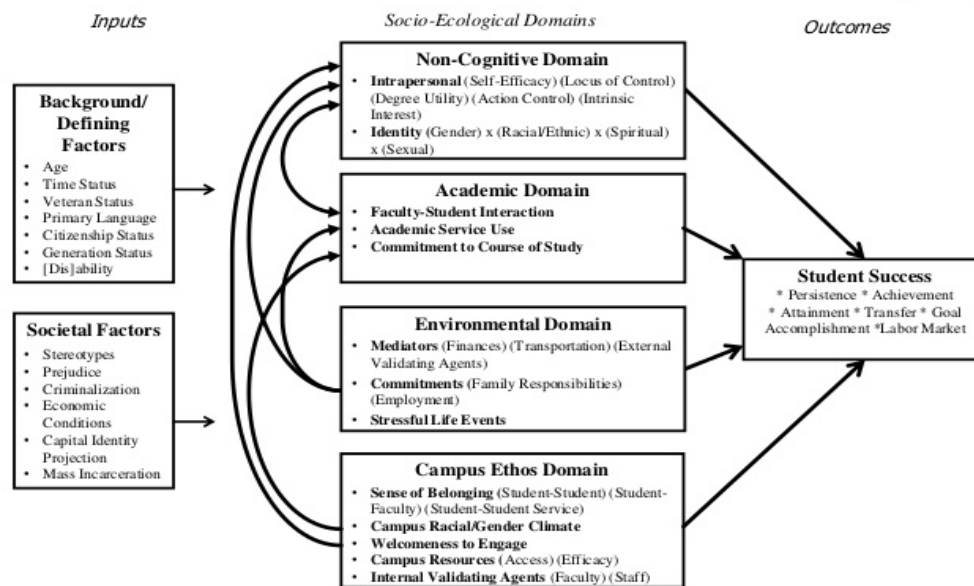 Inputs
Socio-Ecological Domains
Outcomes
Background/
Defining
Factors
• Age
• Time Status
• Veteran Status
• Primary Language
• Citizenship Status
• Generation Status
• [Dis]ability
Societal Factors
• Stereotypes
• Prejudice
• Criminalization
• Economic
Conditions
• Capital Identity
Projection
• Mass Incarceration
Non-Cognitive Domain
• Intrapersonal (Self-Efficacy) (Locus of Control)
(Degree Utility) (Action Control) (Intrinsic
Interest)
• Identity (Gender) x (Racial/Ethnic) x (Spiritual)
x (Sexual)
Academic Domain
• Faculty-Student Interaction
• Academic Service Use
• Commitment to Course of Study
Environmental Domain
• Mediators (Finances) (Transportation) (External
Validating Agents)
• Commitments (Family Responsibilities)
(Employment)
• Stressful Life Events
Campus Ethos Domain
• Sense of Belonging (Student-Student) (Student-
Faculty) (Student-Student Service)
• Campus Racial/Gender Climate
• Welcomeness to Engage
• Campus Resources (Access) (Efficacy)
• Internal Validating Agents (Faculty) (Staff)
Student Success
* Persistence * Achievement
* Attainment * Transfer * Goal
Accomplishment *Labor Market